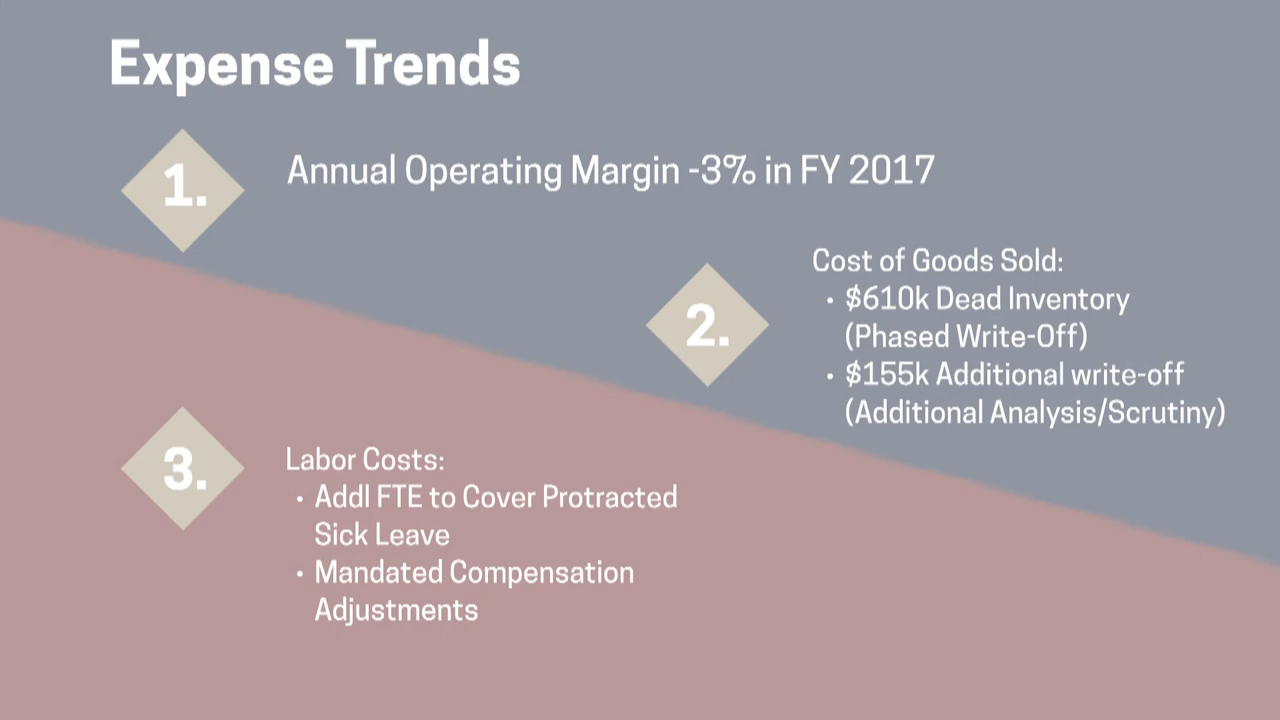 Expense Trends
1.
Annual Operating Margin -3% in FY 2017
2.
Cost of Goods Sold:
• $610k Dead Inventory
(Phased Write-Off)
• $155k Additional write-off
(Additional Analysis/Scrutiny)
3.
Labor Costs:
• Addl FTE to Cover Protracted
Sick Leave
• Mandated Compensation
Adjustments